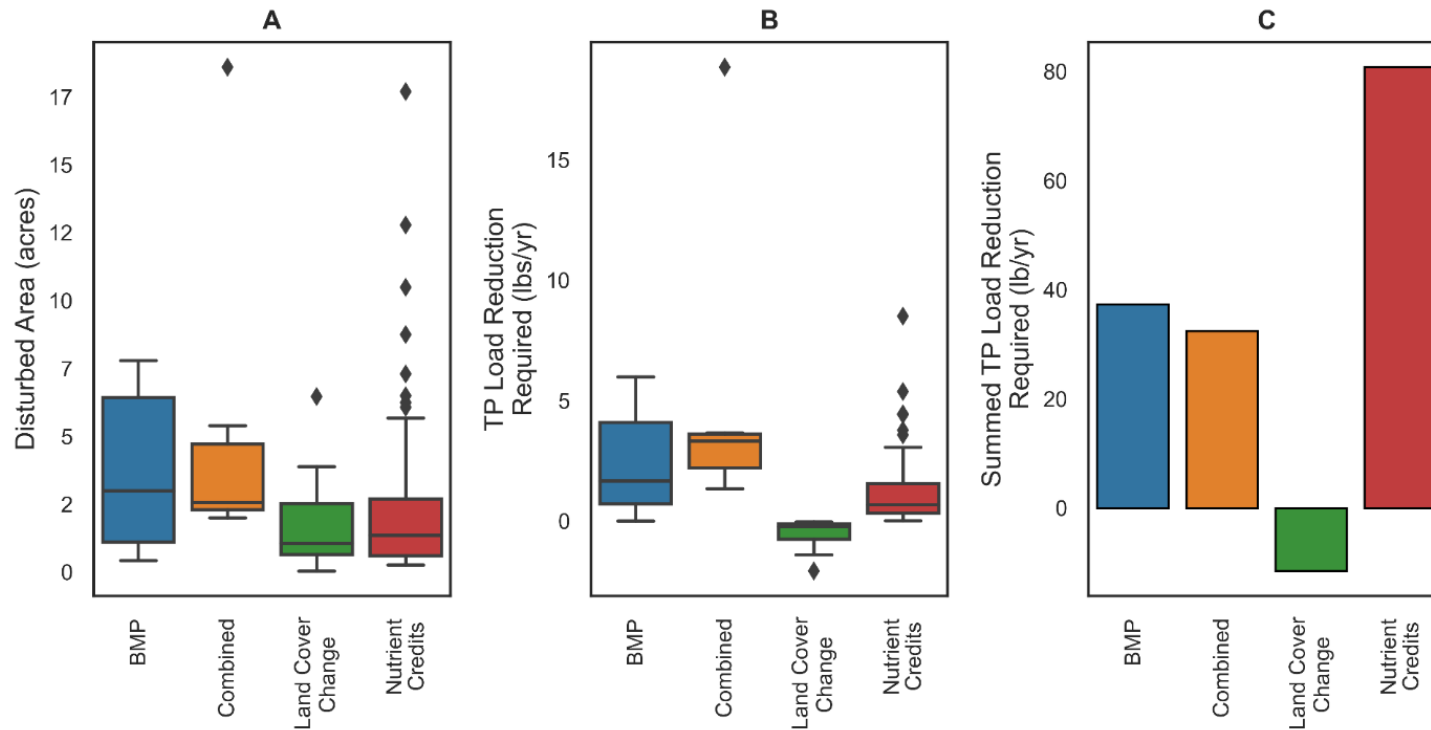 A
Disturbed Area (acres)
17
15
12
10
7
5
2
0
BMP
Combined
Land Cover
Change
Nutrient
Credits
B
TP Load Reduction
Required (lbs/yr)
15
10
5
0
BMP
Combined
Land Cover
Change
Nutrient
Credits
C
Summed TP Load Reduction
Required (lb/yr)
80
60
40
20
0
BMP
Combined
Land Cover
Change
Nutrient
Credits